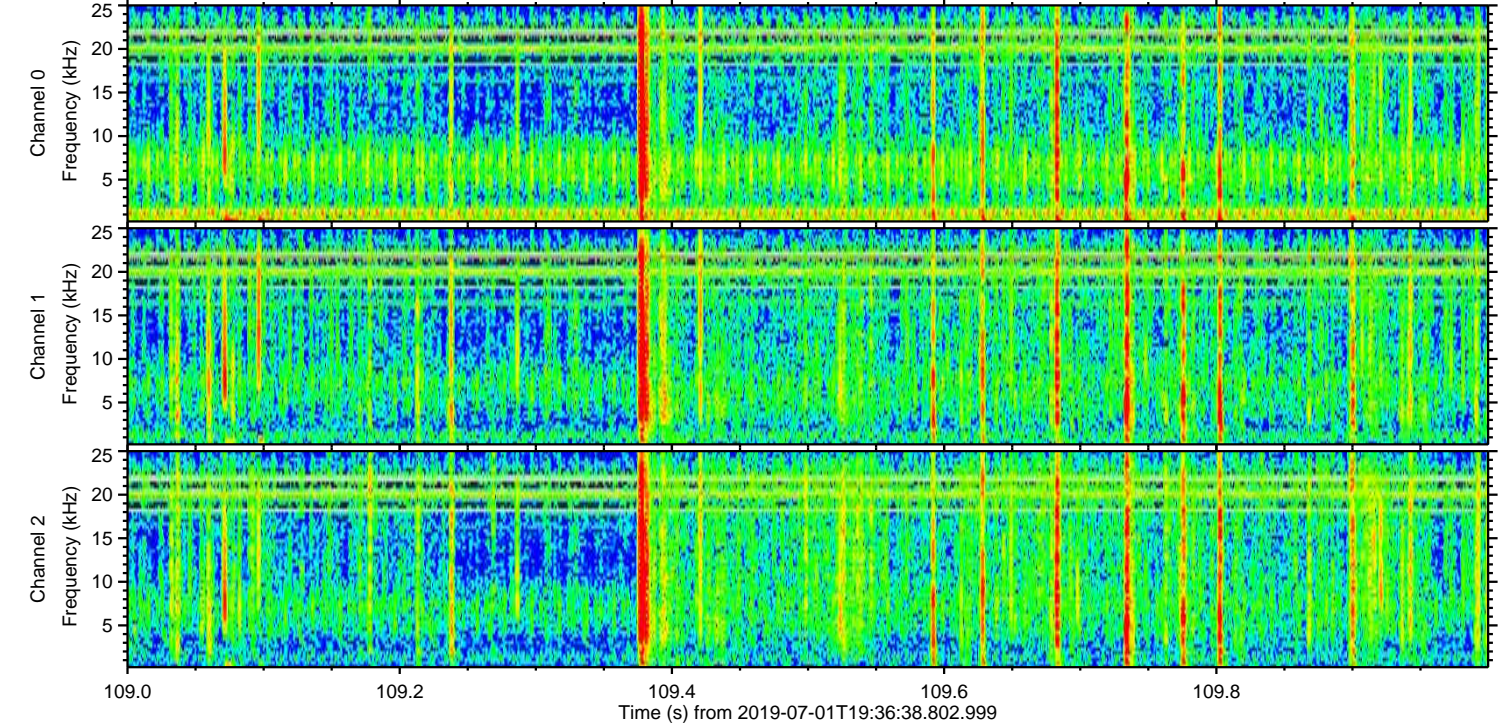 25
20
15
10
5
Channel 0
Frequency (kHz)
25
20
15
10
5
Channel 1
Frequency (kHz)
25
20
15
10
5
Channel 2
Frequency (kHz)
109.0 109.2 109.4 109.6 109.8
Time (s) from 2019-07-01T19:36:38.802.999